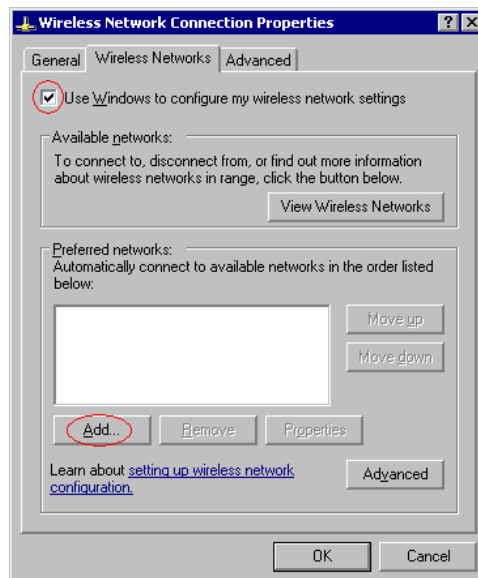 Wireless Network Connection Properties
General Wireless Networks Advanced
Use Windows to configure my wireless network settings
Available networks:
To connect to, disconnect from, or find out more information
about wireless networks in range, click the button below.
View Wireless Networks
Preferred networks:
Automatically connect to available networks in the order listed
below:
Move up
Move down
Add... Remove Properties
Learn about setting up wireless network
configuration.
Advanced
OK Cancel